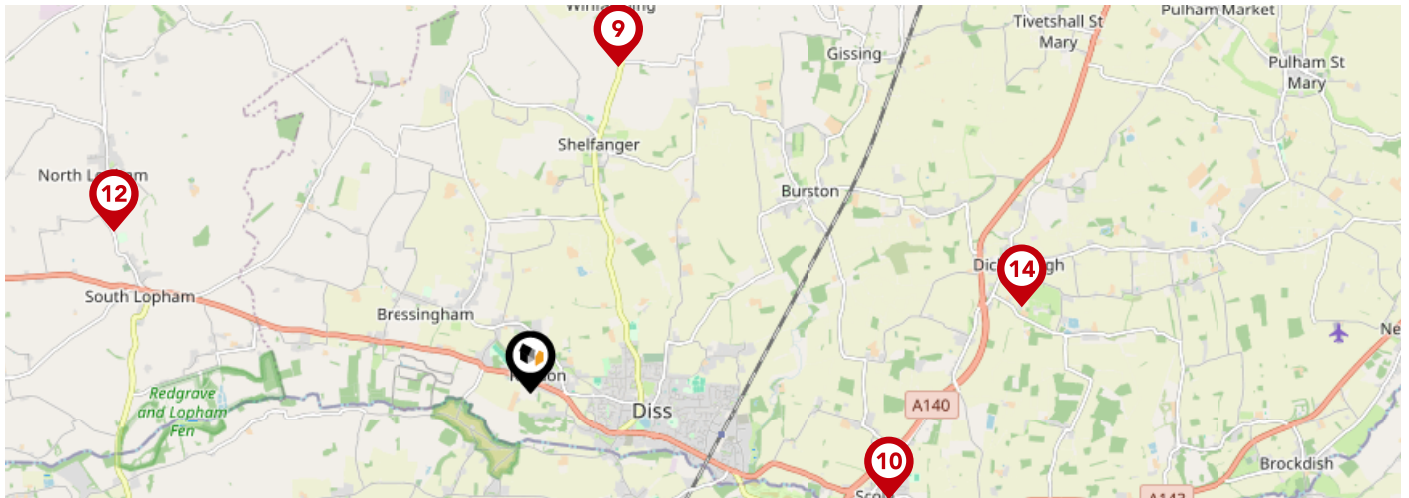 9
Tivetshall St
Mary
Pulham Market
Gissing
Pulham St
Mary
Shelfanger
North
12
Burston
14
South Lopham
Bressingham
Redgrave
and Lopham
Fen
Diss
A140
10
Brockdish